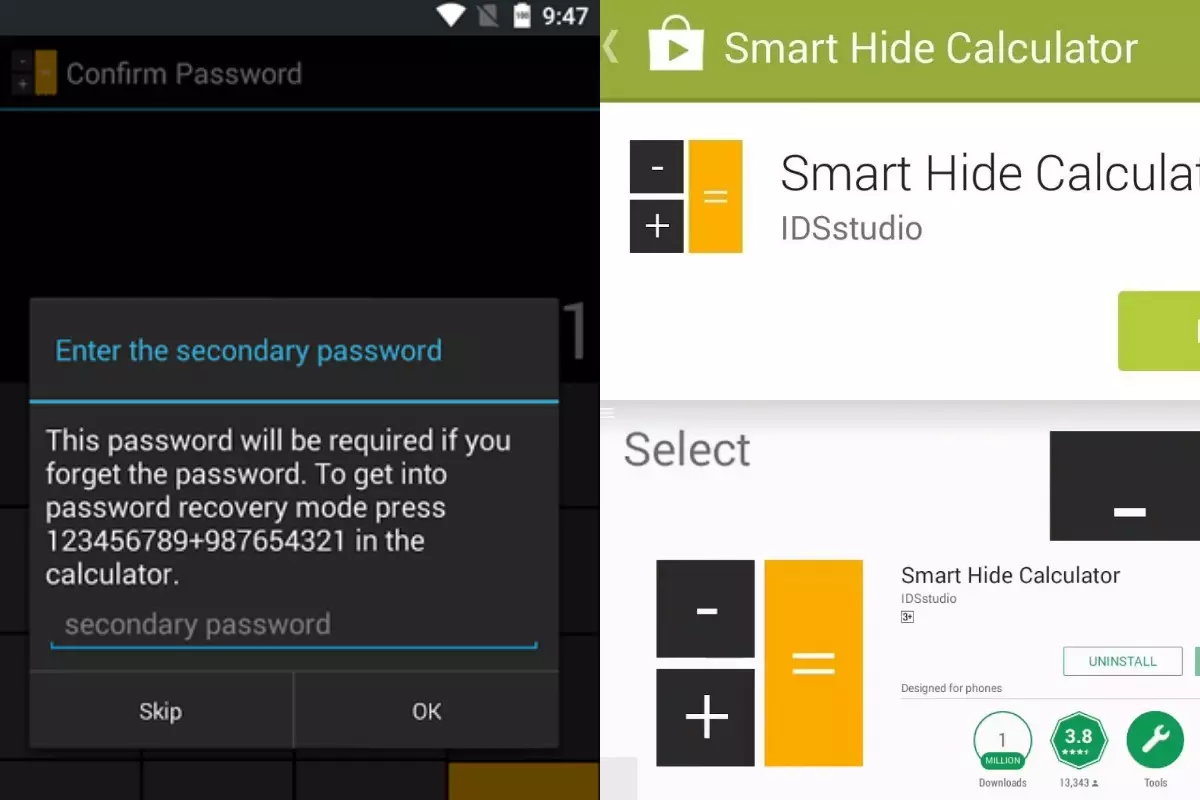 9:47
Confirm Password
1
Enter the secondary password
This password will be required if you
forget the password. To get into
password recovery mode press
123456789+987654321 in the
calculator.
secondary password
Skip OK
Smart Hide Calculator
- =
+
Smart Hide
IDSstudio
Select
-
- =
+
Smart Hide Calculator
IDSstudio
3+
UNINSTALL
Designed for phones
1
MILLION
Downloads
3.8
13,343
Tools